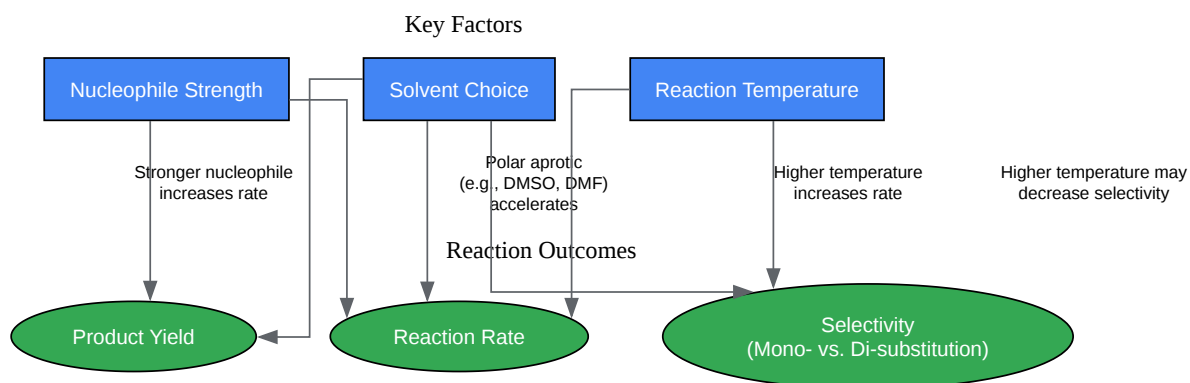 Key Factors
Nucleophile Strength
Solvent Choice
Reaction Temperature
Stronger nucleophile
increases rate
Polar aprotic
(e.g., DMSO, DMF)
accelerates
Higher temperature
increases rate
Higher temperature may
decrease selectivity
Reaction Outcomes
Product Yield
Reaction Rate
Selectivity
(Mono- vs. Di-substitution)